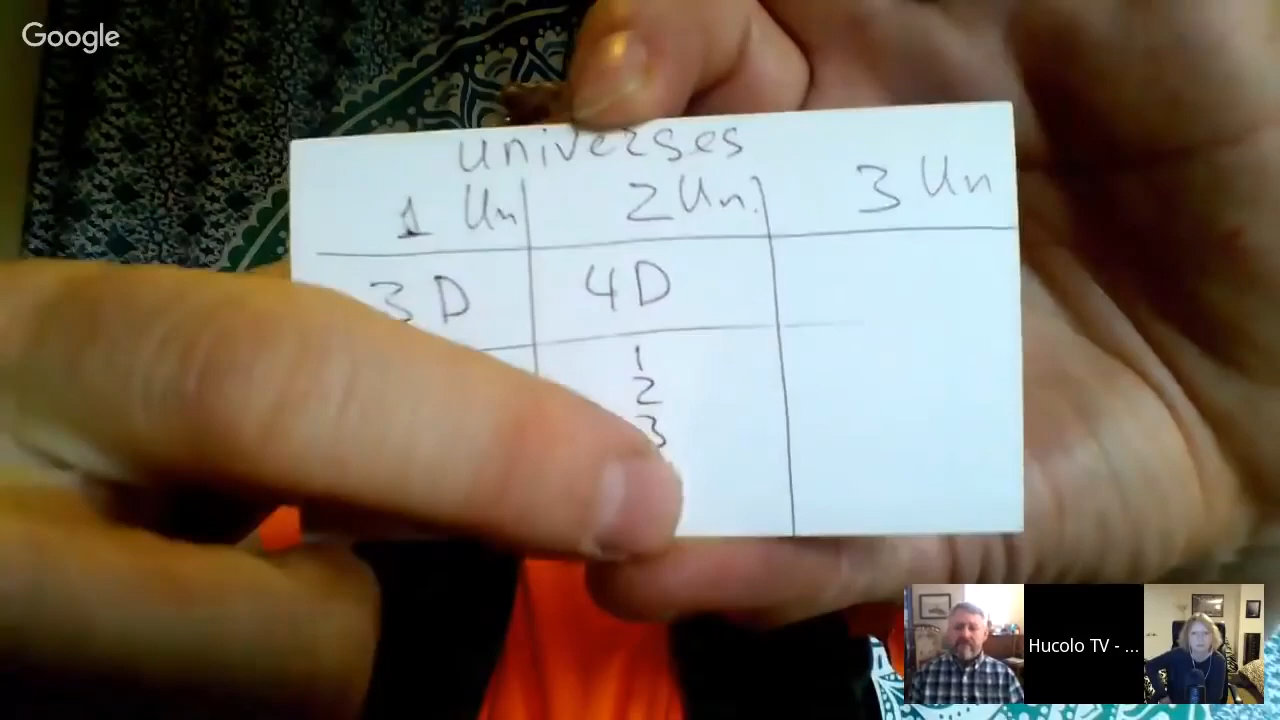 Google
universes
1 Un 2 Un. 3 Un
3D 4D
1
2
3
Hucolo TV - ...